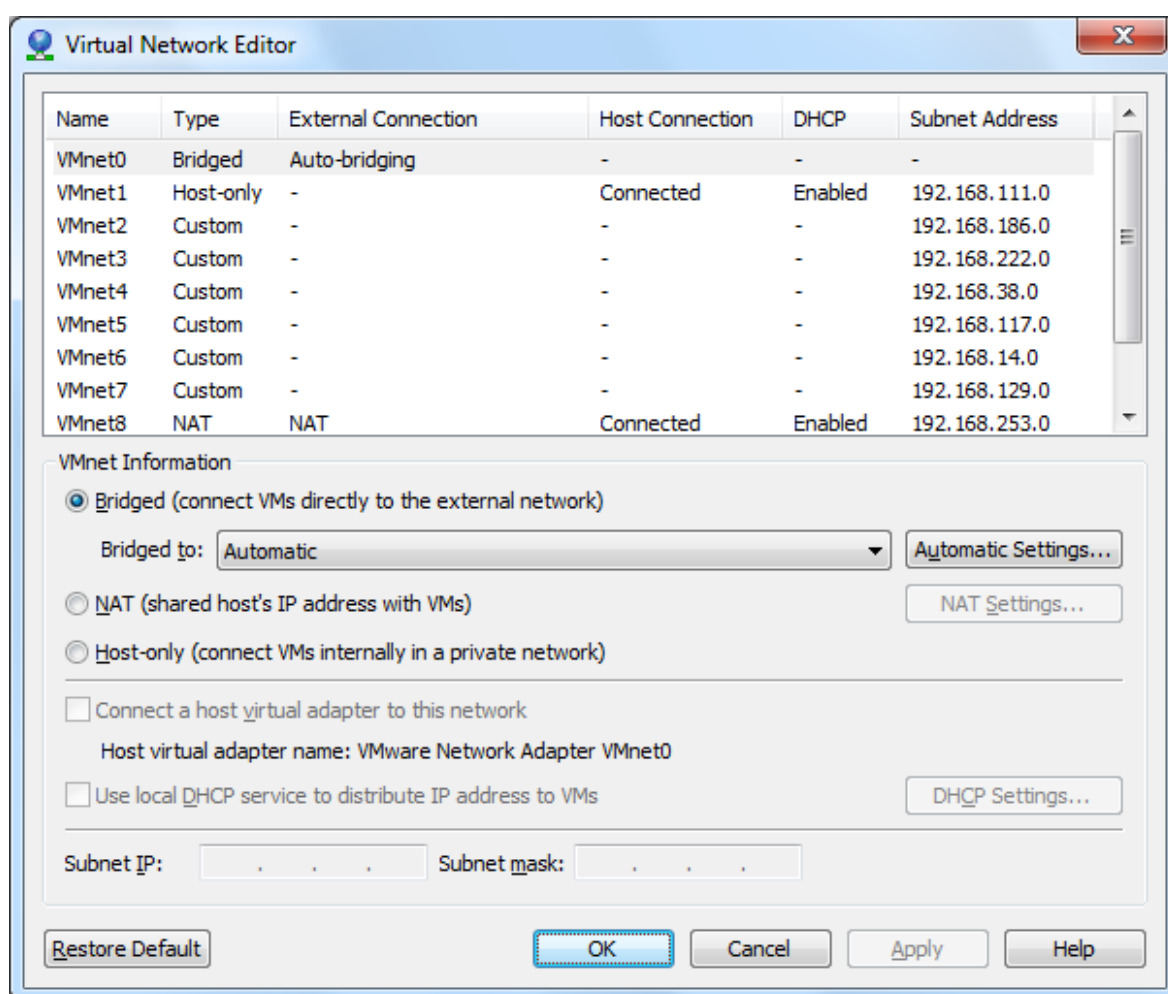 Virtual Network Editor
Name Type External Connection Host Connection DHCP Subnet Address
VMnet0 Bridged Auto-bridging - - -
VMnet1 Host-only - Connected Enabled 192.168.111.0
VMnet2 Custom - - - 192.168.186.0
VMnet3 Custom - - - 192.168.222.0
VMnet4 Custom - - - 192.168.38.0
VMnet5 Custom - - - 192.168.117.0
VMnet6 Custom - - - 192.168.14.0
VMnet7 Custom - - - 192.168.129.0
VMnet8 NAT NAT Connected Enabled 192.168.253.0
VMnet Information
Bridged (connect VMs directly to the external network)
Bridged to: Automatic Automatic Settings...
NAT (shared host's IP address with VMs) NAT Settings...
Host-only (connect VMs internally in a private network)
Connect a host virtual adapter to this network
Host virtual adapter name: VMware Network Adapter VMnet0
Use local DHCP service to distribute IP address to VMs DHCP Settings...
Subnet IP: . . . Subnet mask: . . .
Restore Default OK Cancel Apply Help